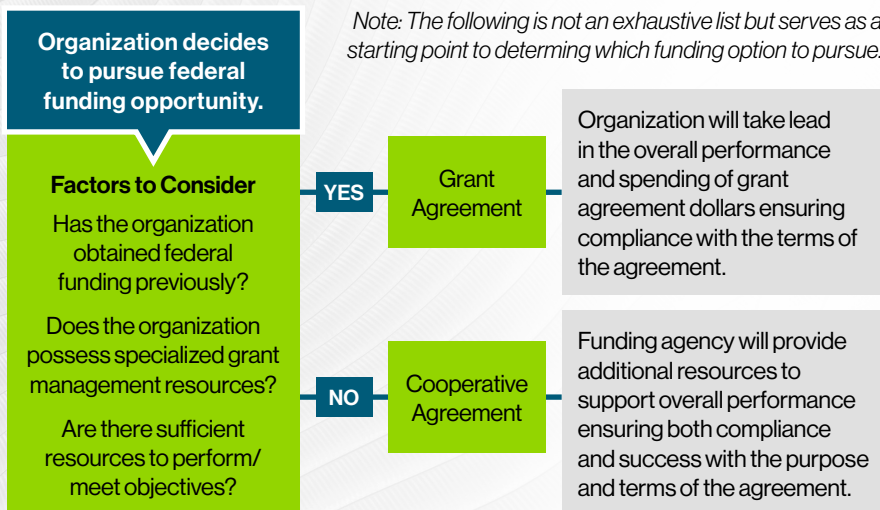 Note: The following is not an exhaustive list but serves as a
starting point to determing which funding option to pursue.
Organization decides
to pursue federal
funding opportunity.
Factors to Consider
Has the organization
obtained federal
funding previously?
Does the organization
possess specialized grant
management resources?
Are there sufficient
resources to perform/
meet objectives?
YES
Grant
Agreement
Organization will take lead
in the overall performance
and spending of grant
agreement dollars ensuring
compliance with the terms of
the agreement.
NO
Cooperative
Agreement
Funding agency will provide
additional resources to
support overall performance
ensuring both compliance
and success with the purpose
and terms of the agreement.